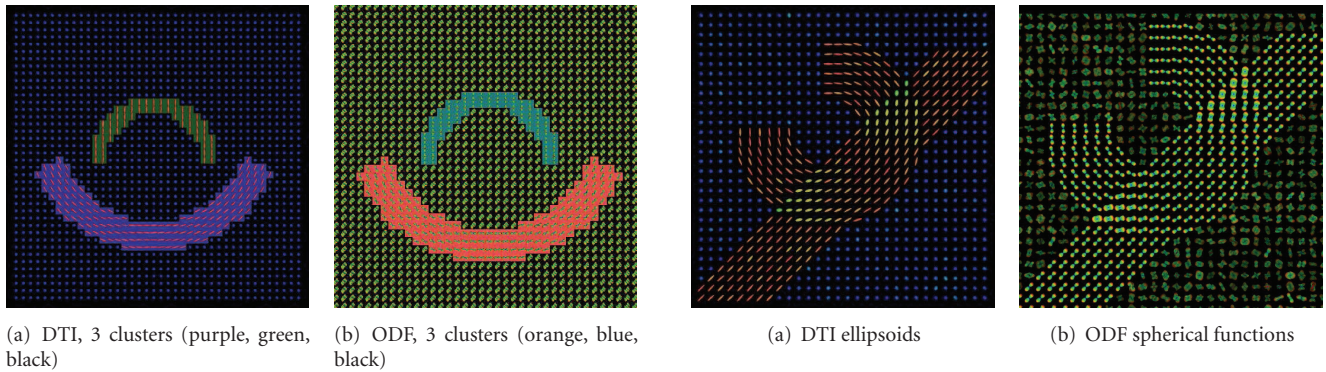 (a) DTI, 3 clusters (purple, green,
black)
(b) ODF, 3 clusters (orange, blue,
black)
(a) DTI ellipsoids
(b) ODF spherical functions